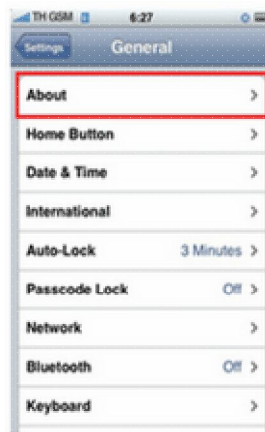 TH GSM 6:27
Settings General
About
Home Button
Date & Time
International
Auto-Lock 3 Minutes
Passcode Lock Off
Network
Bluetooth Off
Keyboard